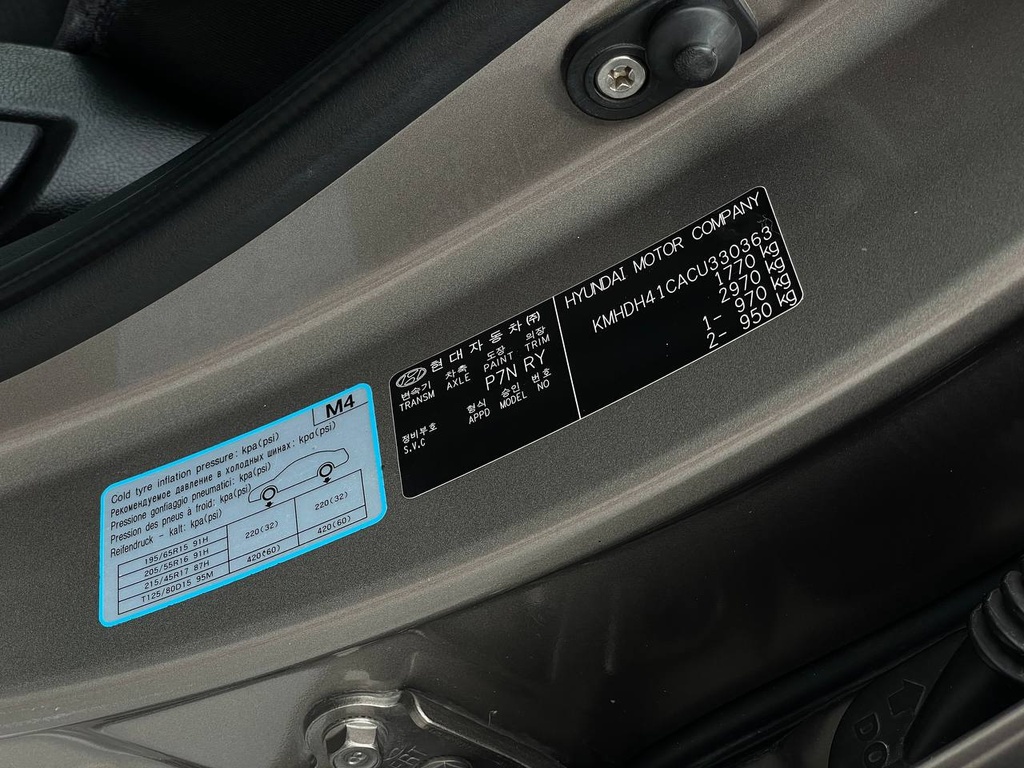 HYUNDAI MOTOR COMPANY
KMHDH41CACU330363
1770 kg
2970 kg
1- 970 kg
2- 950 kg
현대자동차(주)
변속기 차축 도장 의장
TRANSM AXLE PAINT TRIM
P7N RY
형식 승인 번호
APPD MODEL NO
정비부호
S.V.C
M4
Cold tyre inflation pressure: kpa(psi)
Рекомендуемое давление в холодных шинах: kpa(psi)
Pressione gonfiaggio pneumatici: kpa(psi)
Pression des pneus à froid: kpa(psi)
Reifendruck - kalt: kpa(psi)
195/65R15 91H
205/55R16 91H 220(32) 220(32)
215/45R17 87H
T125/80D15 95M 420(60) 420(60)
DO